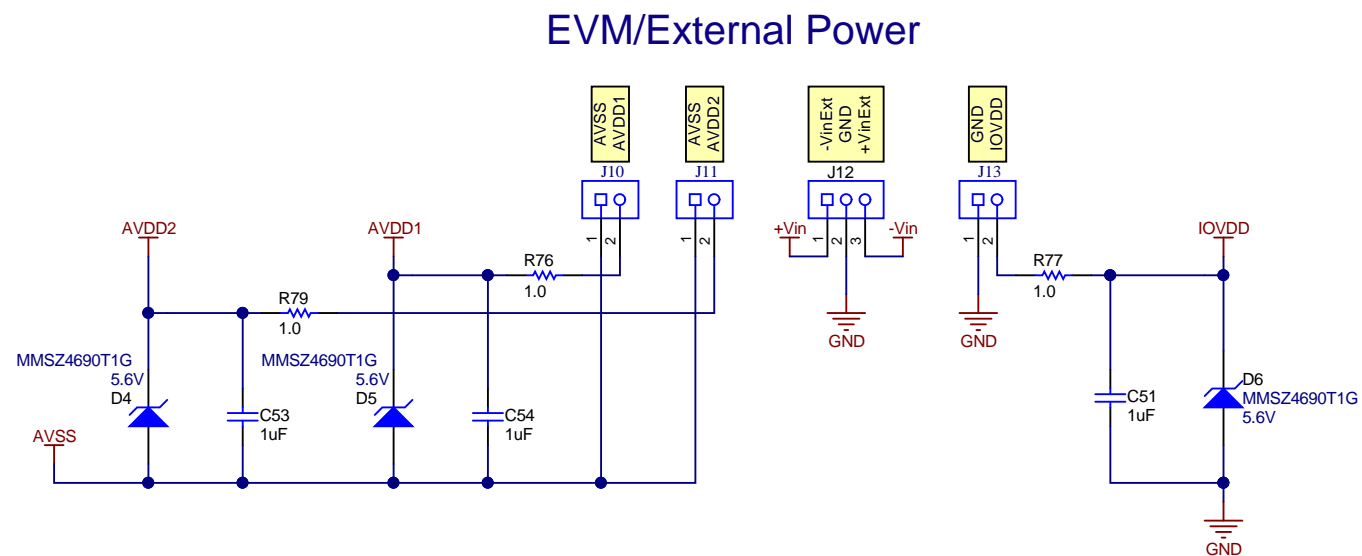 EVM/External Power
AVSS
AVDD1
AVSS
AVDD2
-VinExt
GND
+VinExt
GND
IOVDD
J10
J11
J12
J13
AVDD2
AVDD1
+Vin
-Vin
IOVDD
1
2
1
2
1
2
3
1
2
R76
1.0
R77
1.0
R79
1.0
GND
GND
MMSZ4690T1G
5.6V
D4
MMSZ4690T1G
5.6V
D5
C53
1uF
C54
1uF
C51
1uF
D6
MMSZ4690T1G
5.6V
AVSS
GND